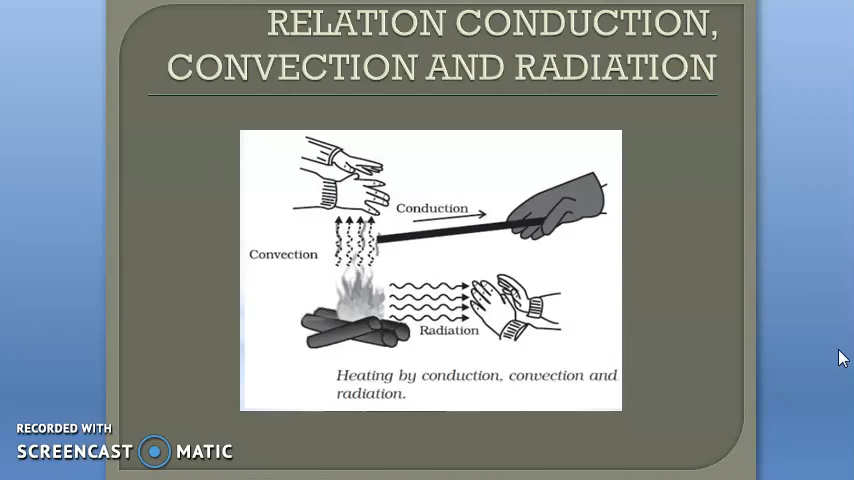 RELATION CONDUCTION,
CONVECTION AND RADIATION
Conduction
Convection
Radiation
Heating by conduction, convection and
radiation.
RECORDED WITH
SCREENCAST MATIC